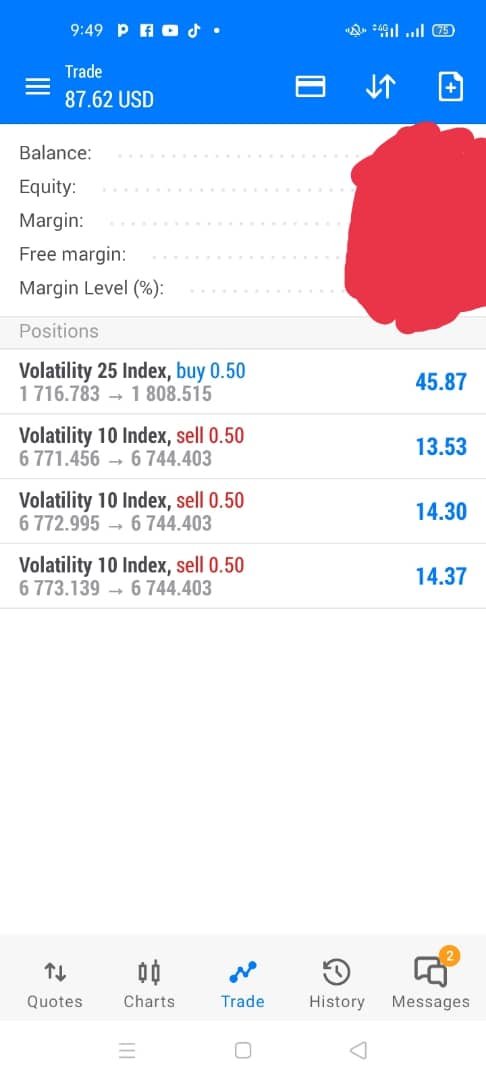 9:49
4G 75
Trade
87.62 USD
Balance:
Equity:
Margin:
Free margin:
Margin Level (%):
Positions
Volatility 25 Index, buy 0.50
1 716.783 → 1 808.515
45.87
Volatility 10 Index, sell 0.50
6 771.456 → 6 744.403
13.53
Volatility 10 Index, sell 0.50
6 772.995 → 6 744.403
14.30
Volatility 10 Index, sell 0.50
6 773.139 → 6 744.403
14.37
2
Quotes Charts Trade History Messages